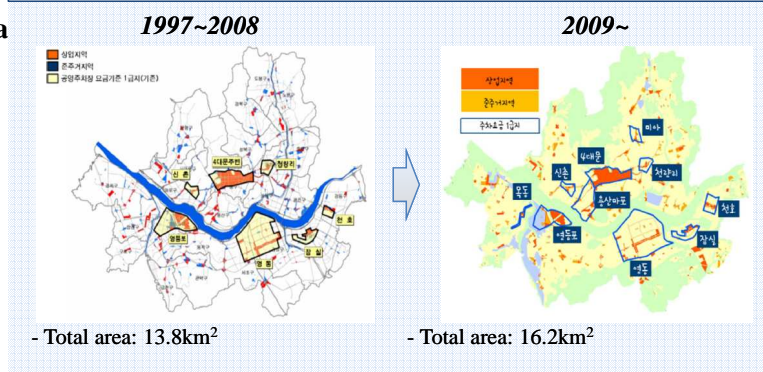 a
1997~2008
2009~
상업지역
준주거지역
공영주차장 요금기준 1급지(기존)
신촌
4대문주변
청량리
영등포
영동
잠실
천호
상업지역
준주거지역
주차요금 1급지
미아
4대문
신촌
청량리
목동
용산마포
천호
영등포
잠실
영동
- Total area: 13.8km²
- Total area: 16.2km²